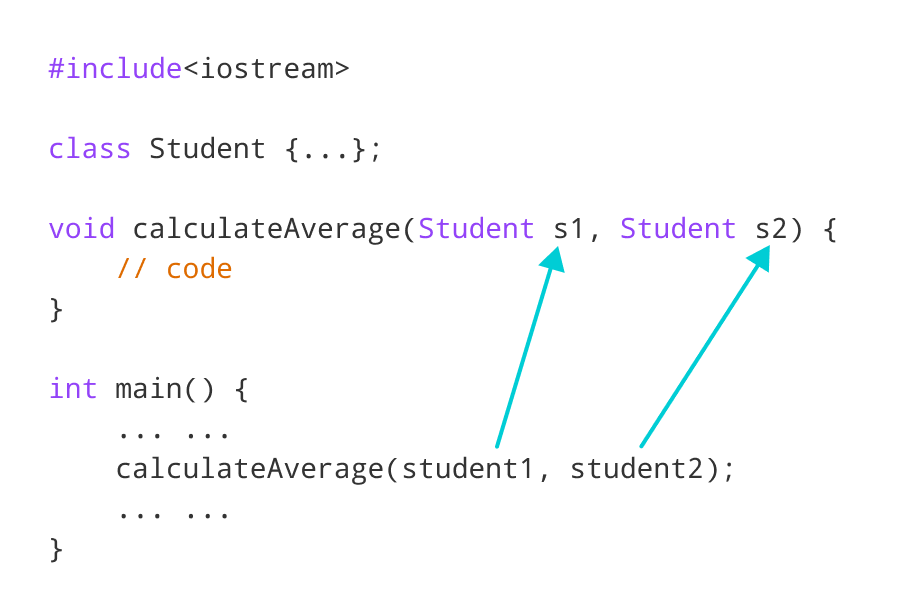 #include<iostream>
class Student {...};
void calculateAverage(Student s1, Student s2) {
// code
}
int main() {
... ...
calculateAverage(student1, student2);
... ...
}